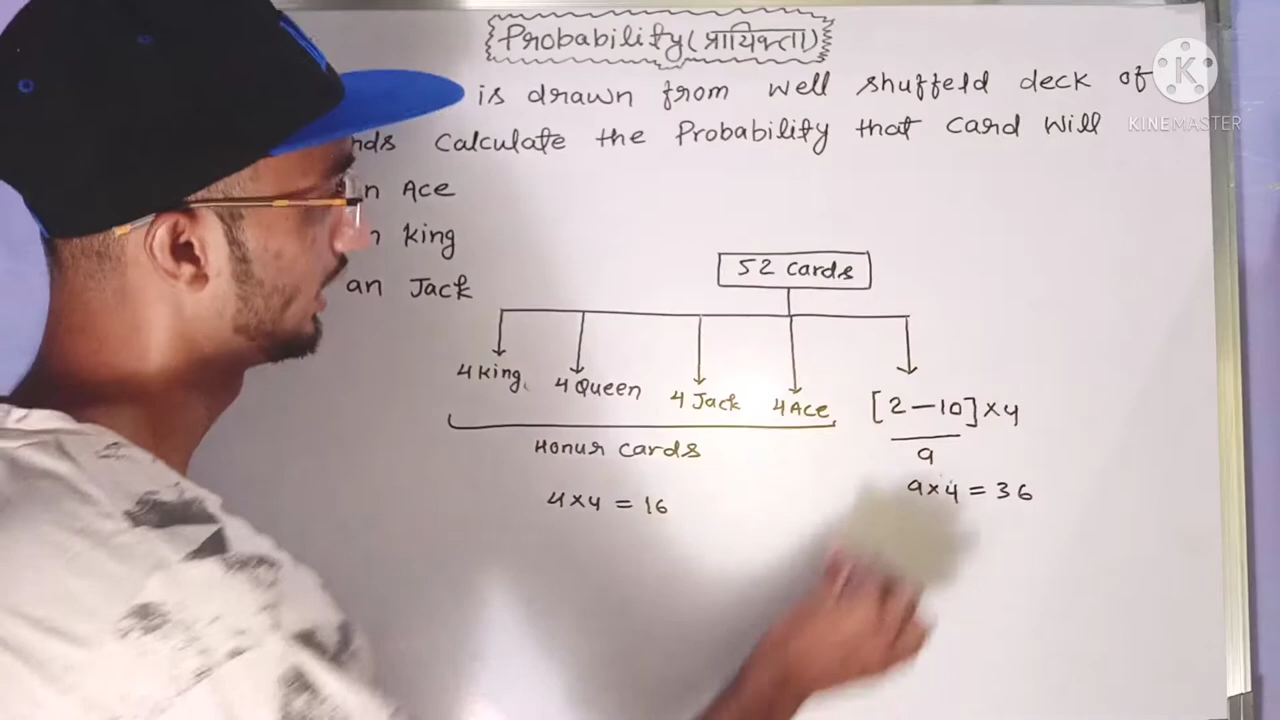 Probability (प्रायिक्ता)
is drawn from well shuffeld deck of
nds Calculate the Probability that card will
n Ace
n King
an Jack
52 cards
4 King 4 Queen 4 Jack 4 Ace [2-10]×4
9
Honur cards 9×4=36
4×4=16
K
KINEMASTER